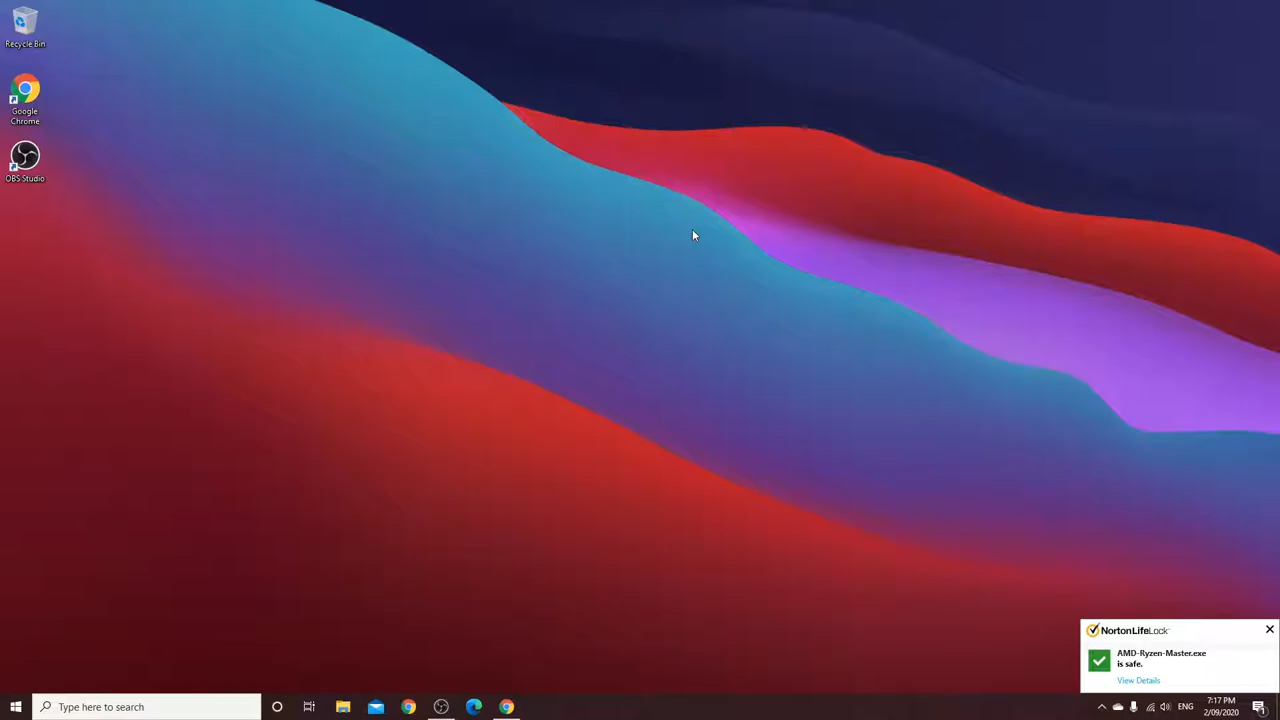 Recycle Bin
Google
Chrome
OBS Studio
NortonLifeLock
AMD-Ryzen-Master.exe
is safe.
View Details
Type here to search
ENG
7:17 PM
2/09/2020
1